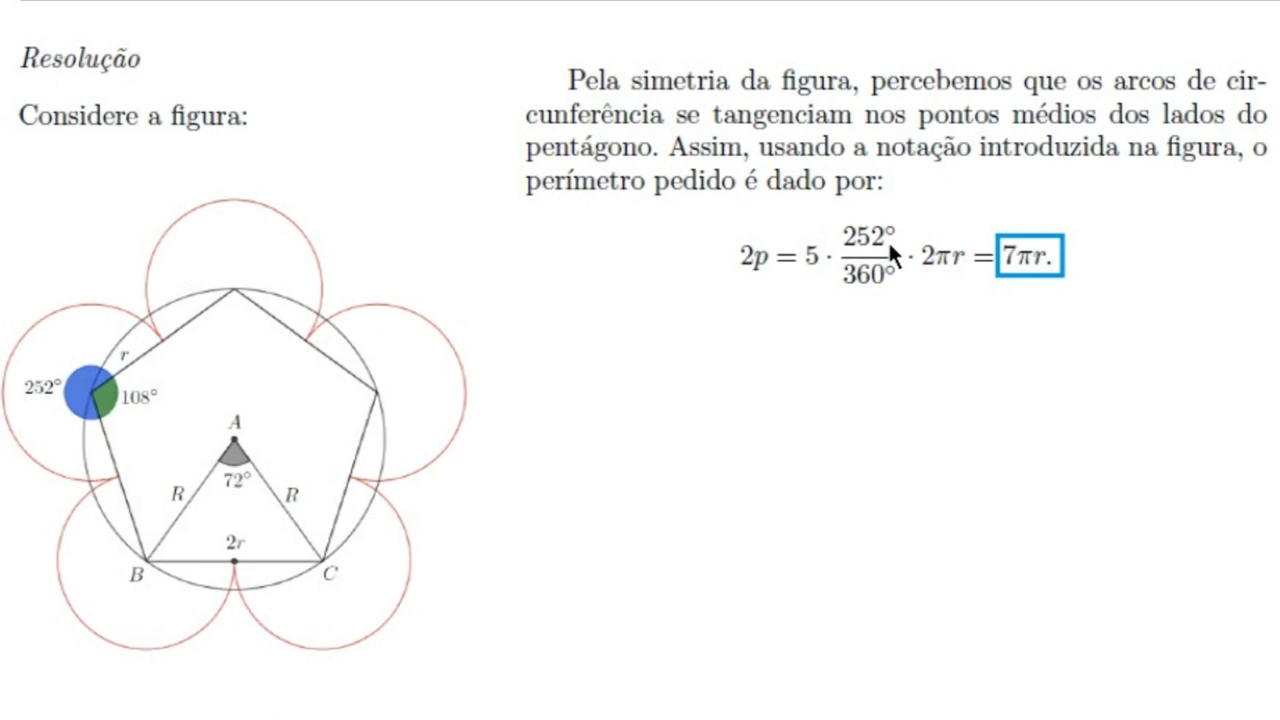 Resolução
Considere a figura:
Pela simetria da figura, percebemos que os arcos de cir-
cunferência se tangenciam nos pontos médios dos lados do
pentágono. Assim, usando a notação introduzida na figura, o
perímetro pedido é dado por:
2p = 5 · 252°/360° · 2πr = 7πr.
r
252°
108°
A
72°
R
R
2r
B
C